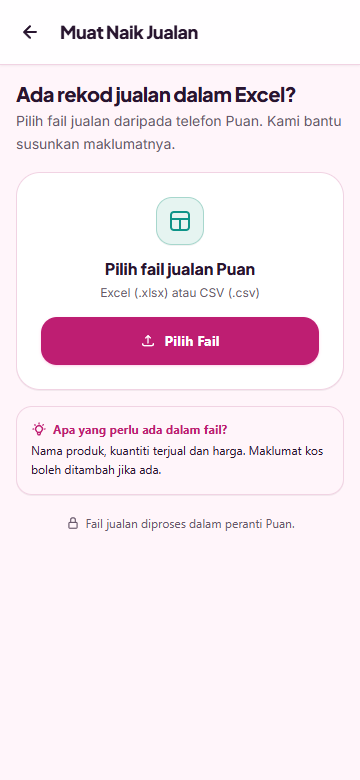 Muat Naik Jualan
Ada rekod jualan dalam Excel?
Pilih fail jualan daripada telefon Puan. Kami bantu
susunkan maklumatnya.
Pilih fail jualan Puan
Excel (.xlsx) atau CSV (.csv)
Pilih Fail
Apa yang perlu ada dalam fail?
Nama produk, kuantiti terjual dan harga. Maklumat kos
boleh ditambah jika ada.
Fail jualan diproses dalam peranti Puan.